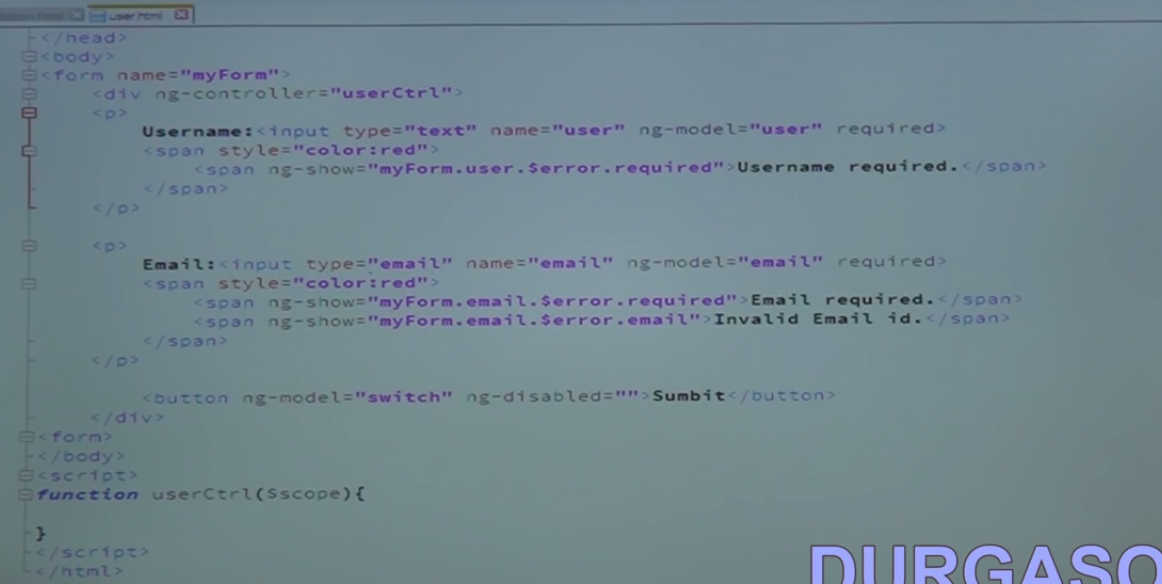 user.html
</head>
<body>
<form name="myForm">
<div ng-controller="userCtrl">
<p>
Username:<input type="text" name="user" ng-model="user" required>
<span style="color:red">
<span ng-show="myForm.user.$error.required">Username required.</span>
</span>
</p>
<p>
Email:<input type="email" name="email" ng-model="email" required>
<span style="color:red">
<span ng-show="myForm.email.$error.required">Email required.</span>
<span ng-show="myForm.email.$error.email">Invalid Email id.</span>
</span>
</p>
<button ng-model="switch" ng-disabled="">Sumbit</button>
</div>
<form>
</body>
<script>
function userCtrl($scope){
}
</script>
</html>
DURGASO